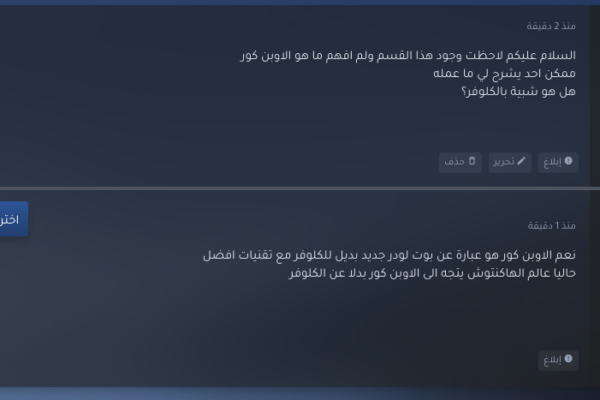 منذ 2 دقيقة
السلام عليكم لاحظت وجود هذا القسم ولم افهم ما هو الاوبن كور
ممكن احد يشرح لي ما عمله
هل هو شبية بالكلوفر؟
إبلاغ تحرير حذف
اختر
منذ 1 دقيقة
نعم الاوبن كور هو عبارة عن بوت لودر جديد بديل للكلوفر مع تقنيات افضل
حاليا عالم الهاكنتوش يتجه الى الاوبن كور بدلا عن الكلوفر
إبلاغ